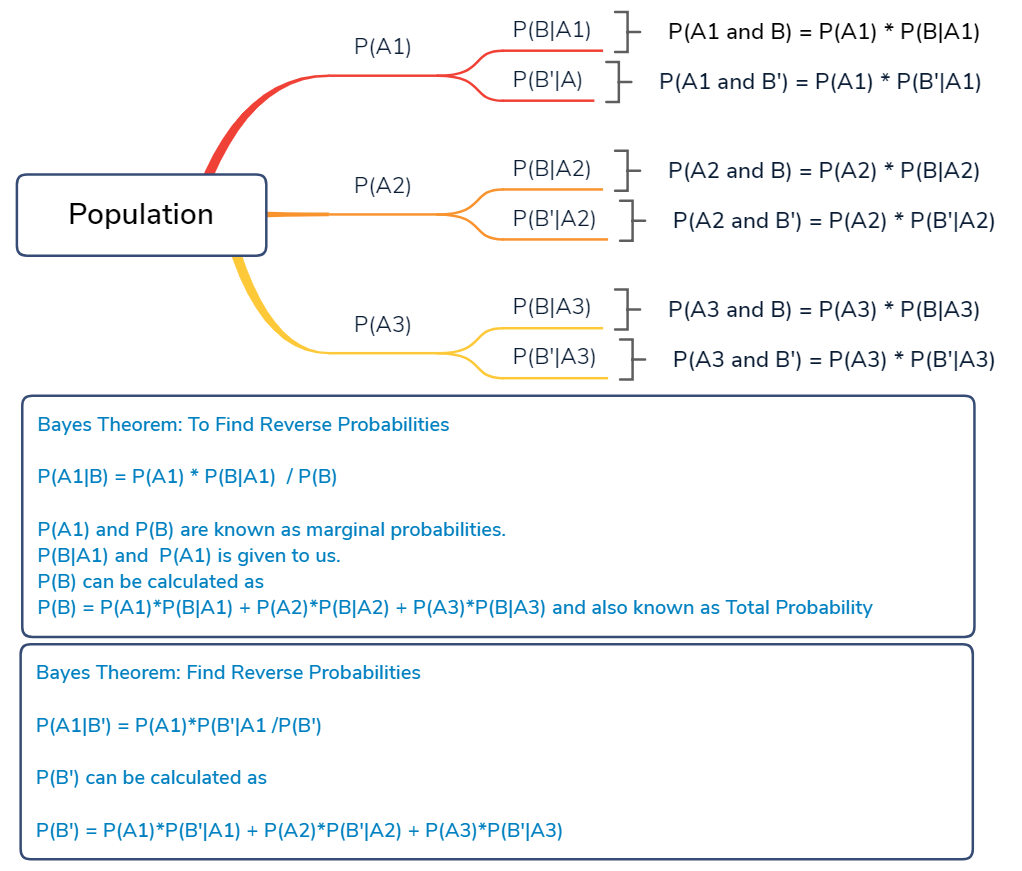 P(A1)
P(B|A1)
P(A1 and B) = P(A1) * P(B|A1)
P(B'|A)
P(A1 and B') = P(A1) * P(B'|A1)
Population
P(A2)
P(B|A2)
P(A2 and B) = P(A2) * P(B|A2)
P(B'|A2)
P(A2 and B') = P(A2) * P(B'|A2)
P(A3)
P(B|A3)
P(A3 and B) = P(A3) * P(B|A3)
P(B'|A3)
P(A3 and B') = P(A3) * P(B'|A3)
Bayes Theorem: To Find Reverse Probabilities
P(A1|B) = P(A1) * P(B|A1) / P(B)
P(A1) and P(B) are known as marginal probabilities.
P(B|A1) and P(A1) is given to us.
P(B) can be calculated as
P(B) = P(A1)*P(B|A1) + P(A2)*P(B|A2) + P(A3)*P(B|A3) and also known as Total Probability
Bayes Theorem: Find Reverse Probabilities
P(A1|B') = P(A1)*P(B'|A1 /P(B')
P(B') can be calculated as
P(B') = P(A1)*P(B'|A1) + P(A2)*P(B'|A2) + P(A3)*P(B'|A3)